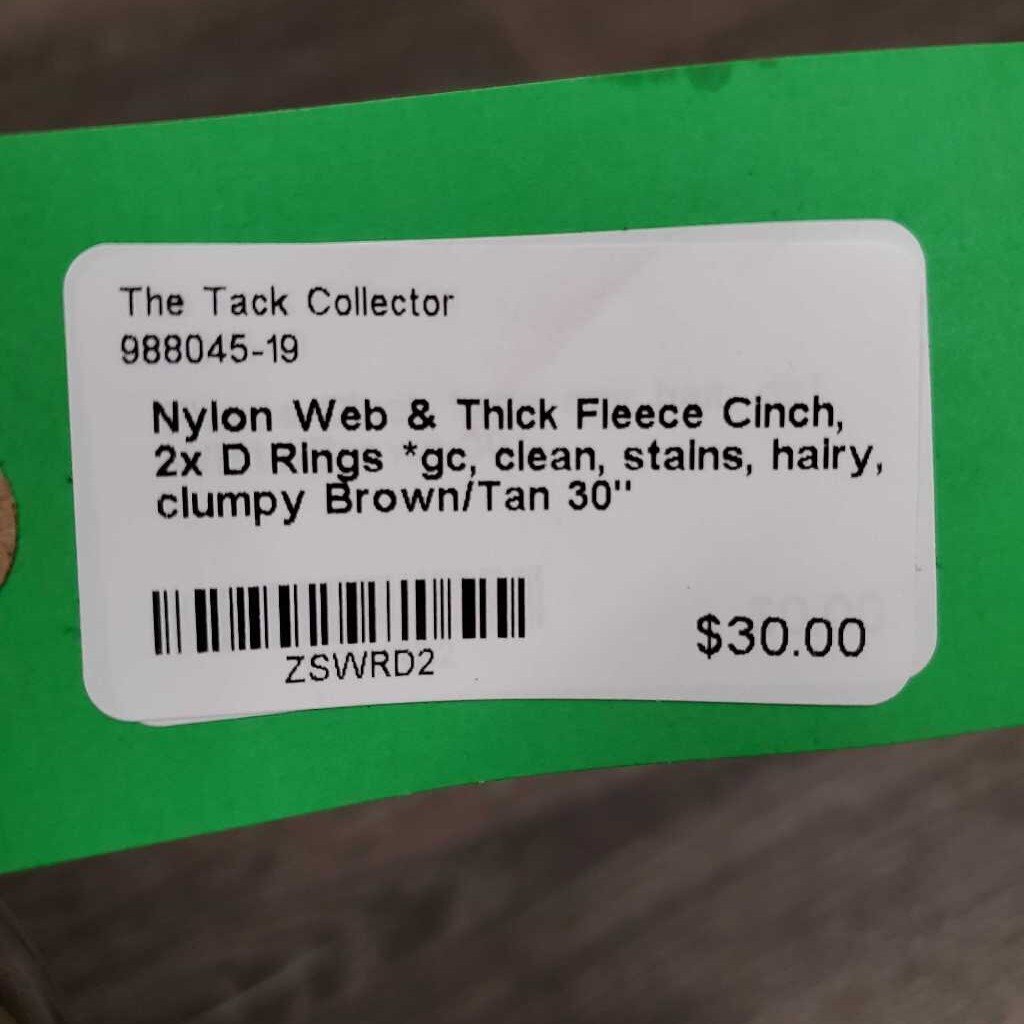 The Tack Collector
988045-19
Nylon Web & Thick Fleece Cinch,
2x D Rings *gc, clean, stains, hairy,
clumpy Brown/Tan 30"
ZSWRD2
$30.00